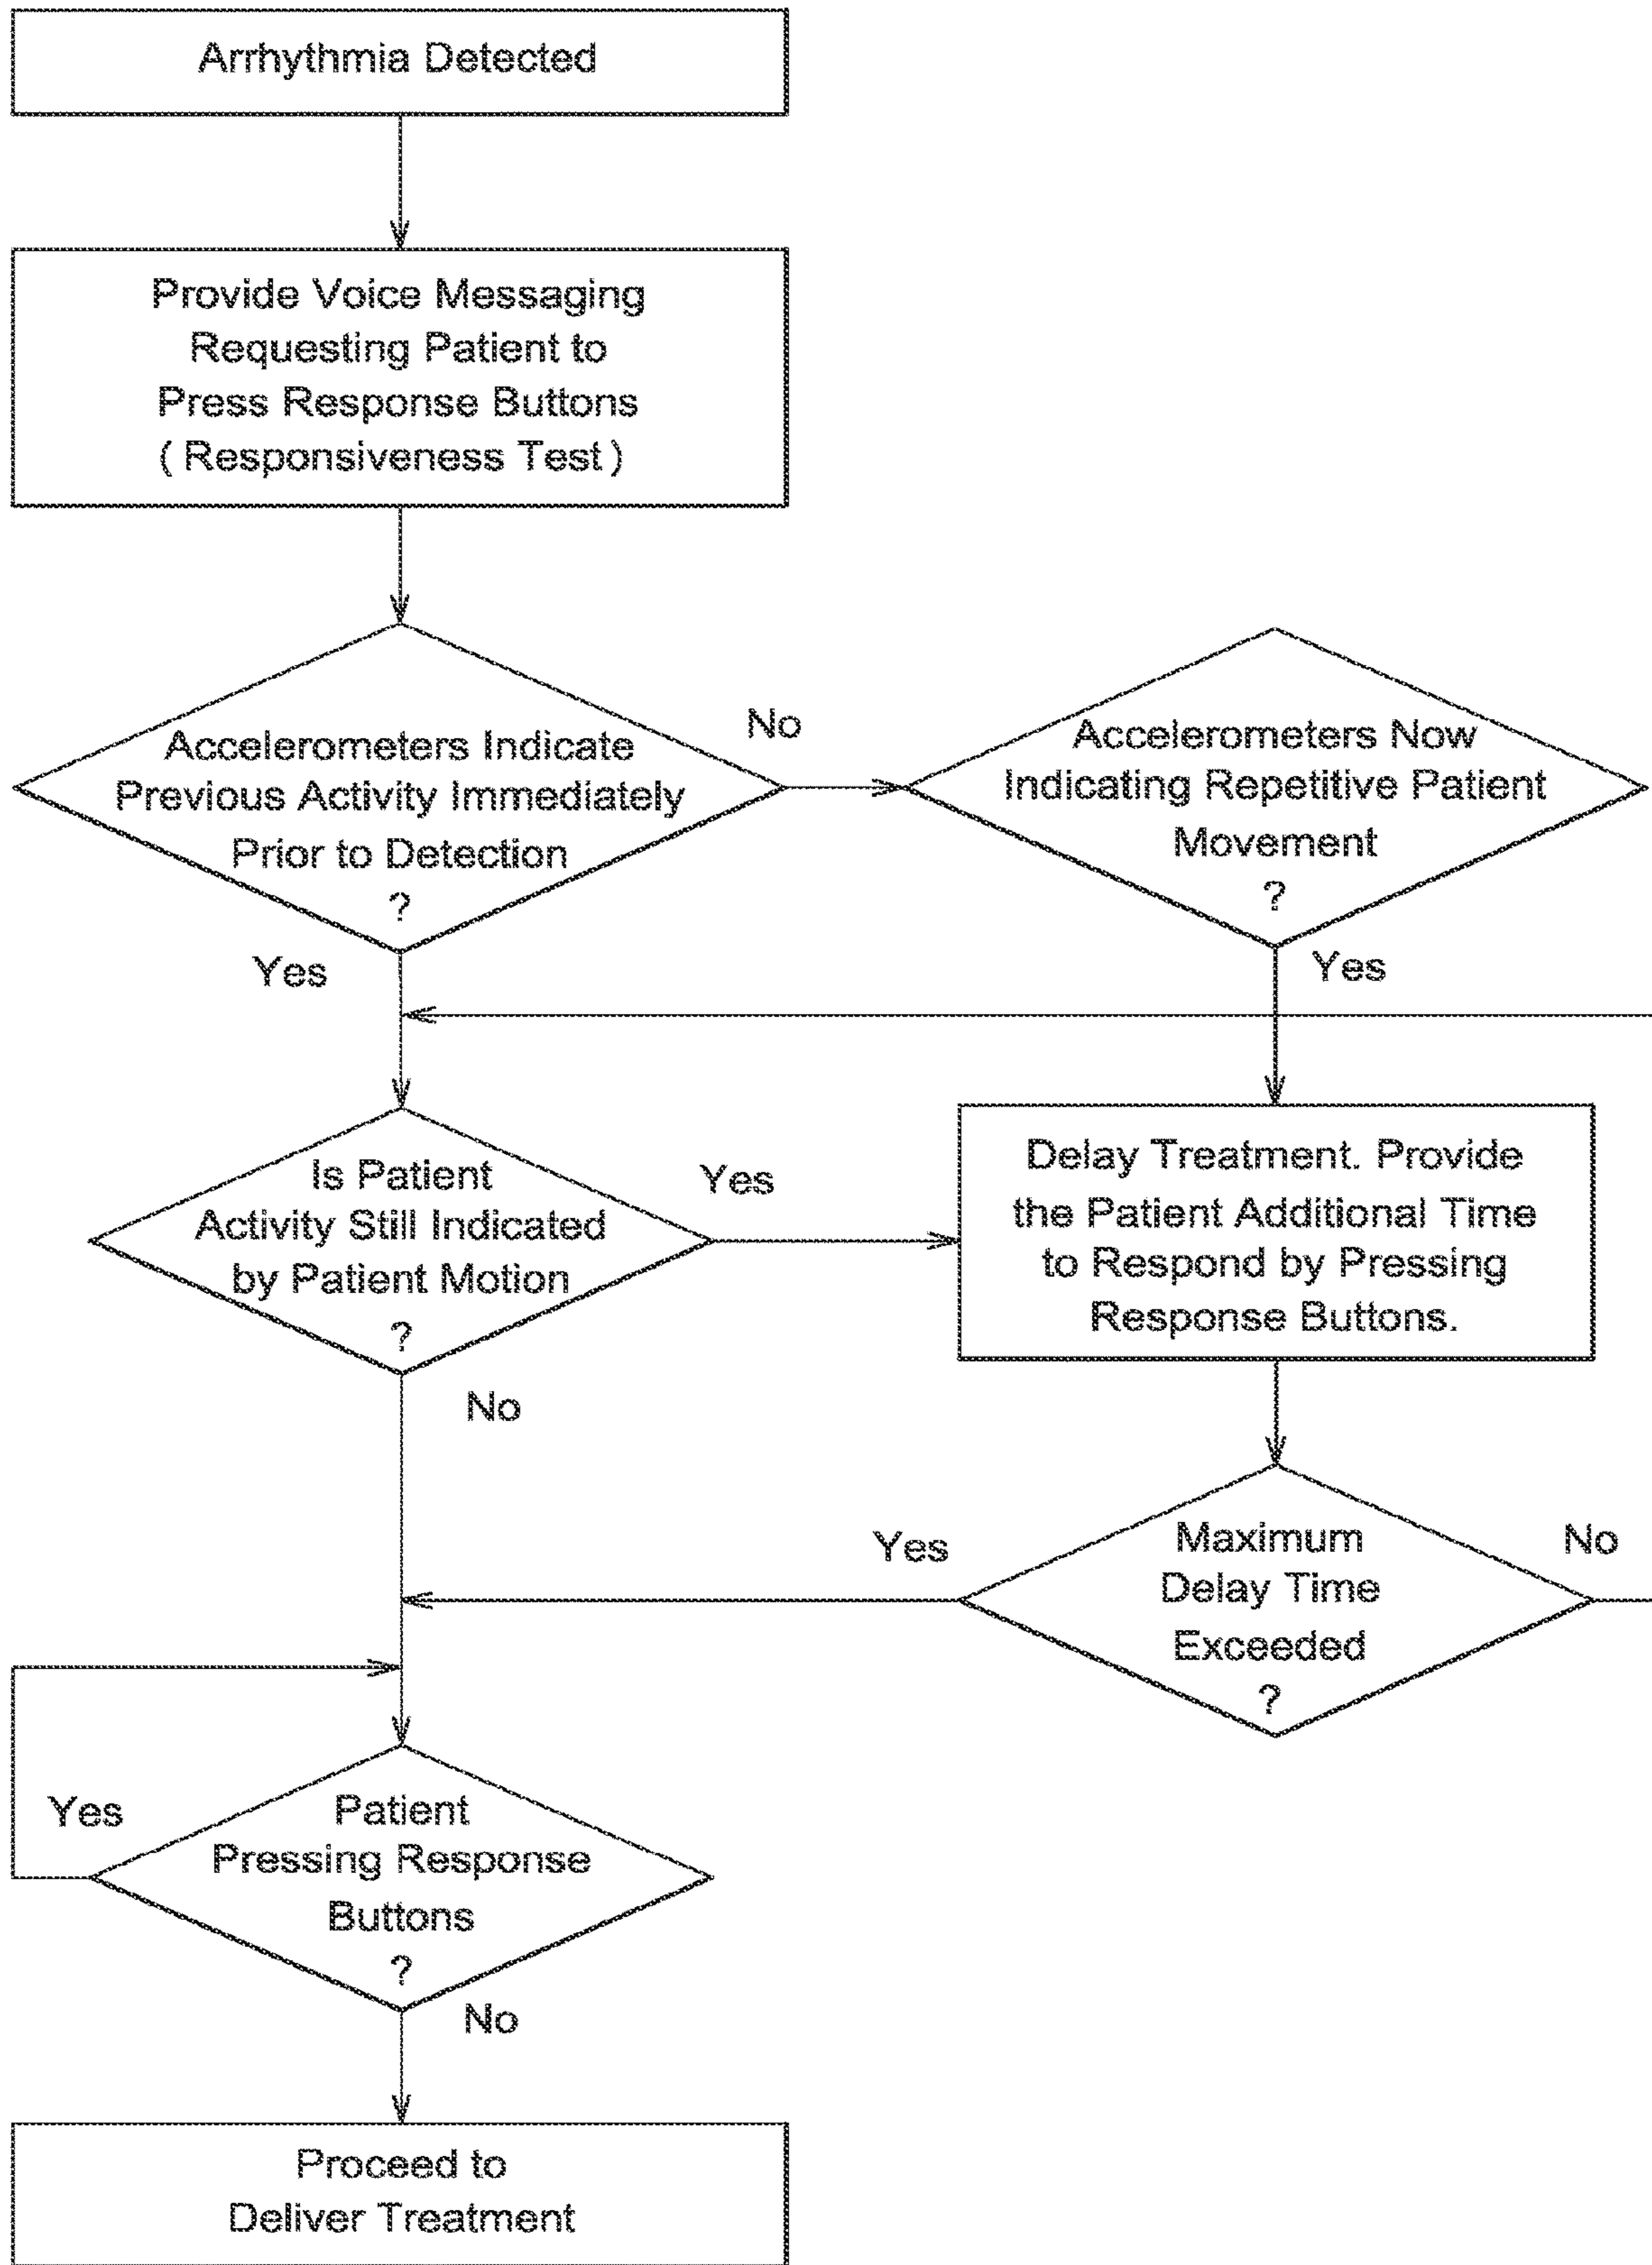 Arrhythmia Detected
Provide Voice Messaging
Requesting Patient to
Press Response Buttons
( Responsiveness Test )
Accelerometers Indicate
Previous Activity Immediately
Prior to Detection
?
No
Accelerometers Now
Indicating Repetitive Patient
Movement
?
Yes
Yes
Is Patient
Activity Still Indicated
by Patient Motion
?
Yes
No
Delay Treatment. Provide
the Patient Additional Time
to Respond by Pressing
Response Buttons.
Maximum
Delay Time
Exceeded
?
Yes
No
Patient
Pressing Response
Buttons
?
Yes
No
Proceed to
Deliver Treatment